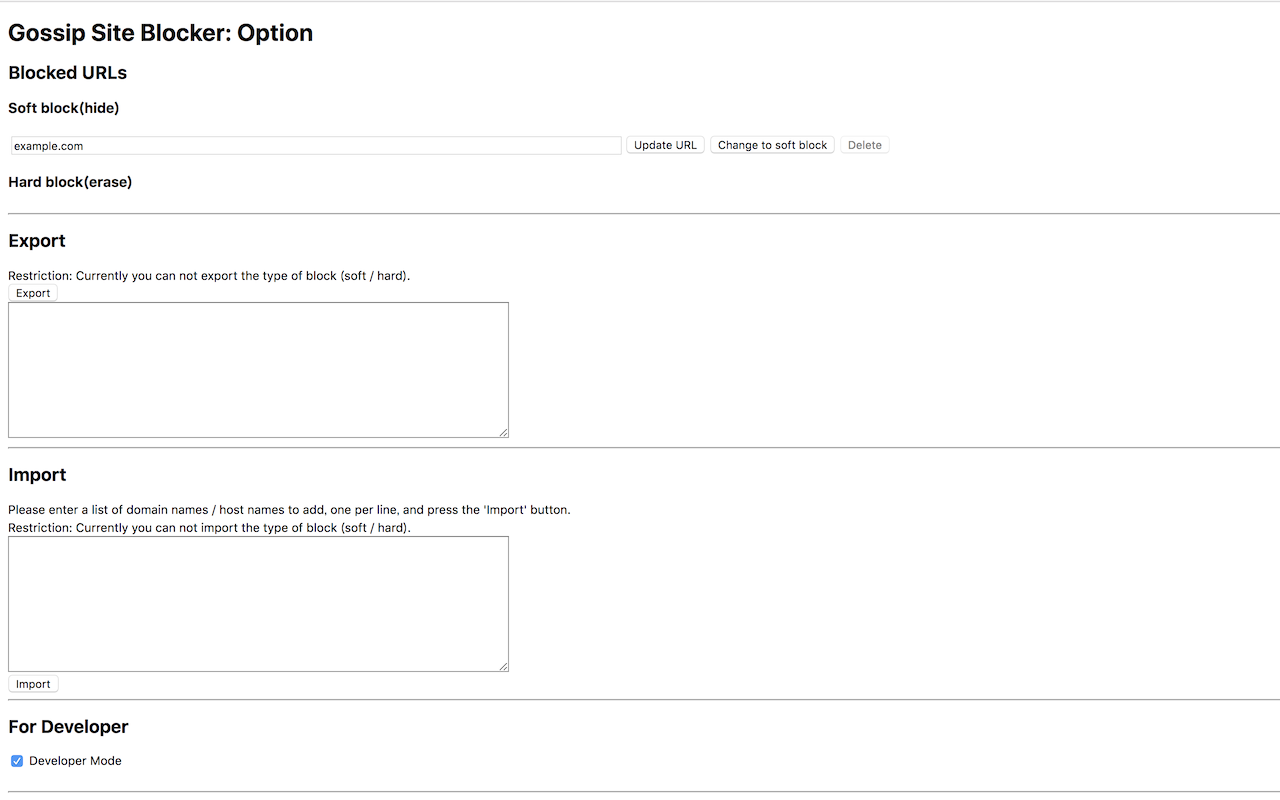 Gossip Site Blocker: Option
Blocked URLs
Soft block(hide)
example.com Update URL Change to soft block Delete
Hard block(erase)
Export
Restriction: Currently you can not export the type of block (soft / hard).
Export
Import
Please enter a list of domain names / host names to add, one per line, and press the 'Import' button.
Restriction: Currently you can not import the type of block (soft / hard).
Import
For Developer
Developer Mode